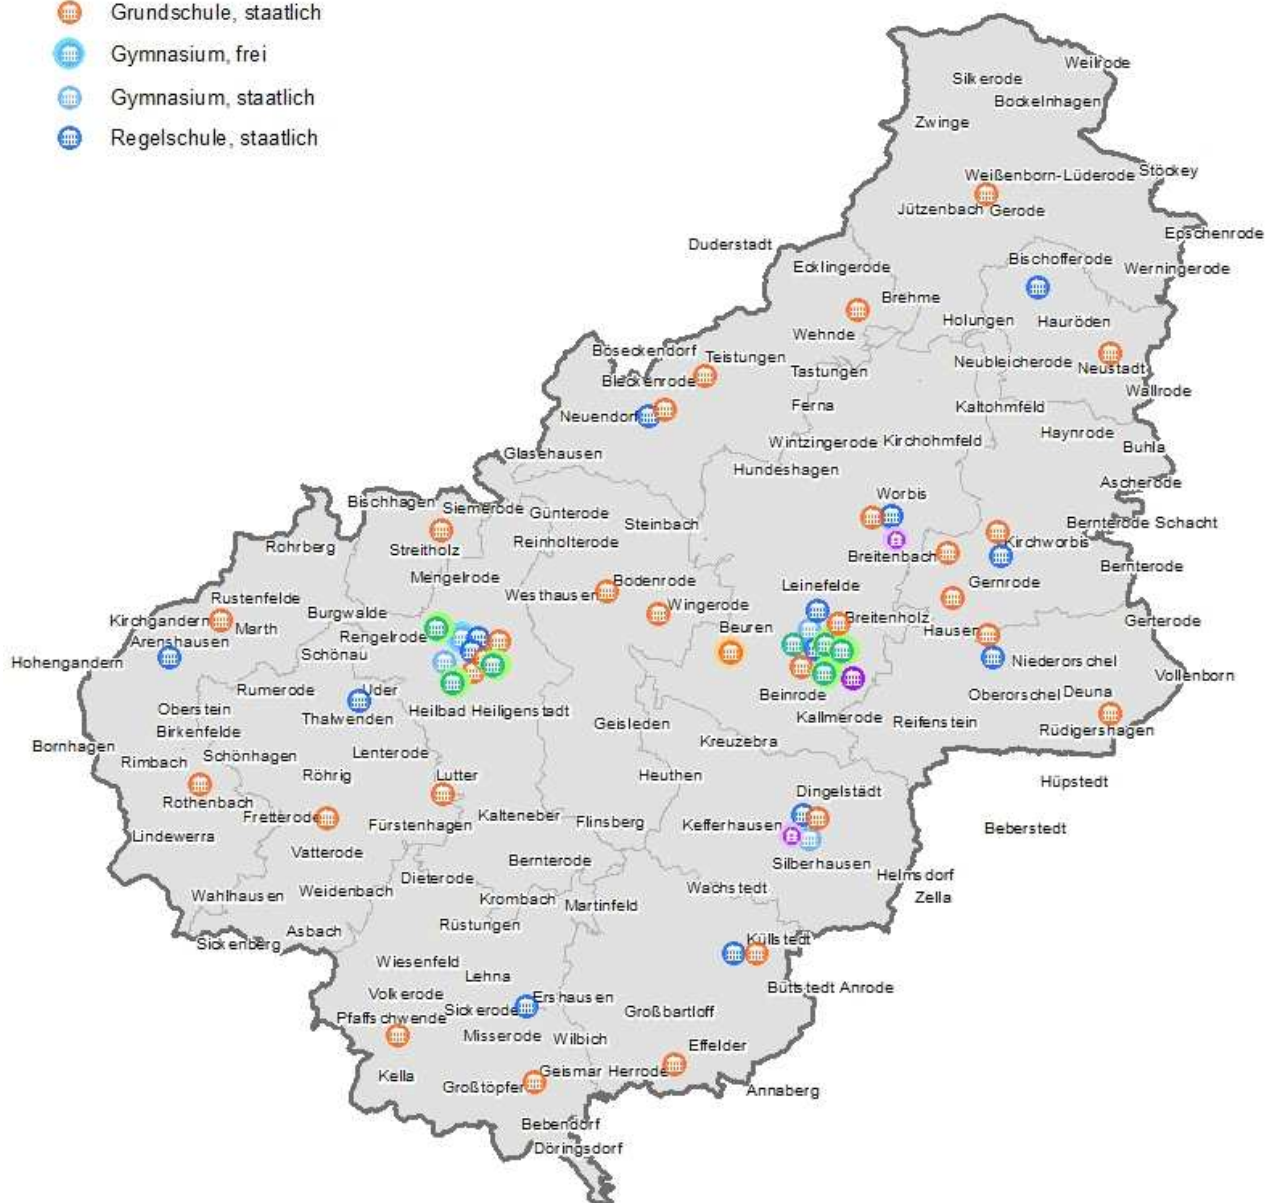 Grundschule, staatlich
Gymnasium, frei
Gymnasium, staatlich
Regelschule, staatlich
Weilrode
Silkerode
Bockelnhagen
Zwinge
Stöckey
Weißenborn-Lüderode
Jützenbach Gerode
Epschenrode
Duderstadt
Bischofferode
Ecklingerode
Werningerode
Brehme
Holungen
Hauröden
Wehnde
Böseckendorf
Teistungen
Neubleicherode
Neustadt
Tastungen
Bleckenrode
Wallrode
Ferna
Kaltohmfeld
Neuendorf
Haynrode
Wintzingerode
Kirchohmfeld
Buhla
Glasehausen
Hundeshagen
Ascherode
Worbis
Bischhagen
Siemerode
Günterode
Steinbach
Bernterode Schacht
Rohrberg
Streitholz
Reinholterode
Kirchworbis
Breitenbach
Bernterode
Mengelrode
Bodenrode
Leinefelde
Gernrode
Westhausen
Rustenfelde
Wingerode
Burgwalde
Kirchgandern
Marth
Breitenholz
Gerterode
Beuren
Hausen
Rengelrode
Arenshausen
Schönau
Hohengandern
Niederorschel
Vollenborn
Rumerode
Uder
Beinrode
Oberorschel
Deuna
Oberstein
Thalwenden
Heilbad Heiligenstadt
Kallmerode
Reifenstein
Geisleden
Birkenfelde
Rüdigershagen
Kreuzebra
Bornhagen
Lenterode
Schönhagen
Rimbach
Röhrig
Lutter
Heuthen
Hüpstedt
Dingelstädt
Rothenbach
Fretterode
Kalteneber
Flinsberg
Fürstenhagen
Kefferhausen
Beberstedt
Lindewerra
Vatterode
Bernterode
Silberhausen
Helmsdorf
Dieterode
Wachstedt
Weidenbach
Wahlhausen
Zella
Krombach
Martinfeld
Rüstungen
Asbach
Sickenberg
Küllstedt
Wiesenfeld
Lehna
Büttstedt Anrode
Volkerode
Ershausen
Sickerode
Großbartloff
Pfaffschwende
Misserode
Wilbich
Effelder
Geismar Herrode
Kella
Großtöpfer
Annaberg
Bebendorf
Döringsdorf